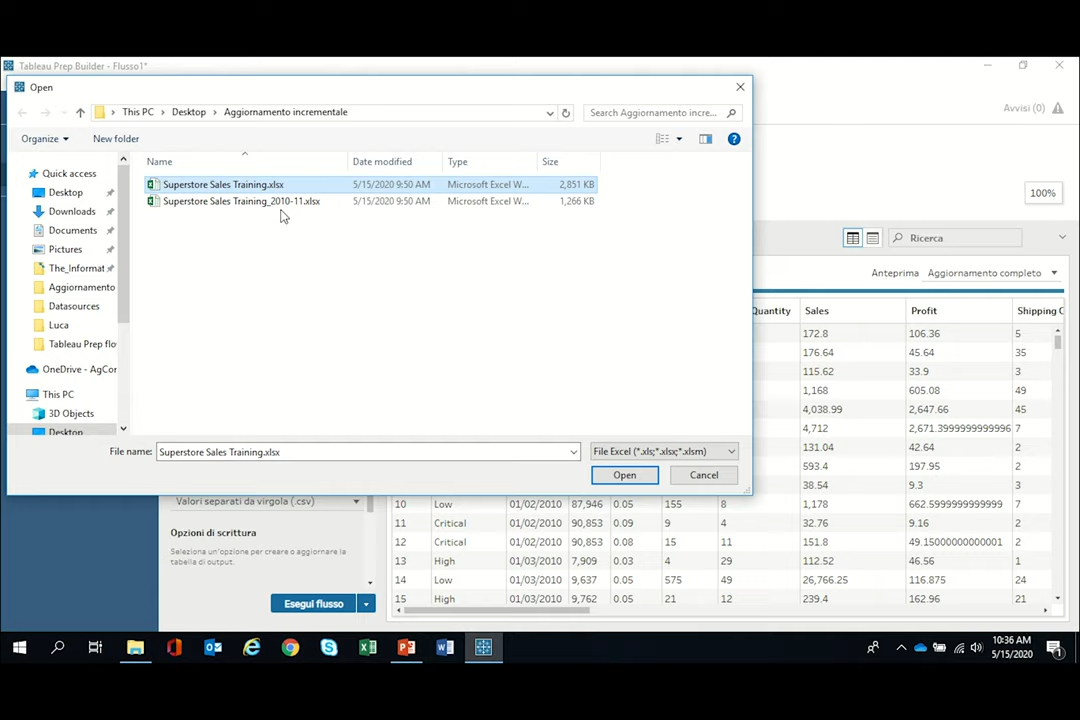 Tableau Prep Builder - Flusso1*
Open
This PC > Desktop > Aggiornamento incrementale
Search Aggiornamento incre...
Avvisi (0)
Organize
New folder
Name Date modified Type Size
Superstore Sales Training.xlsx 5/15/2020 9:50 AM Microsoft Excel W... 2,851 KB
Superstore Sales Training_2010-11.xlsx 5/15/2020 9:50 AM Microsoft Excel W... 1,266 KB
Quick access
Desktop
Downloads
Documents
Pictures
The_Informat
Aggiornamento
Datasources
Luca
Tableau Prep flo
OneDrive - AgCor
This PC
3D Objects
Desktop
File name: Superstore Sales Training.xlsx
File Excel (*.xls;*.xlsx;*.xlsm)
Open
Cancel
100%
Ricerca
Anteprima Aggiornamento completo
Quantity Sales Profit Shipping C
172.8 106.36 5
176.64 45.64 35
115.62 33.9 3
1,168 605.08 49
4,038.99 2,647.66 45
4,712 2,671.3999999999996 7
131.04 42.64 2
593.4 197.95 2
38.54 9.3 3
10 Low 01/02/2010 87,946 0.04 155 8 1,178 662.5999999999999 7
11 Critical 01/02/2010 90,853 0.09 9 4 32.76 9.16 2
12 Critical 01/02/2010 90,853 0.08 15 11 151.8 49.15000000000001 2
13 High 01/03/2010 7,909 0.03 4 29 112.52 46.56 1
14 Low 01/03/2010 9,637 0.05 575 49 26,766.25 116.875 24
15 High 01/03/2010 9,762 0.05 21 12 239.4 162.96 21
Valori separati da virgola (.csv)
Opzioni di scrittura
Seleziona un'opzione per creare o aggiornare la
tabella di output.
Esegui flusso
10:36 AM
5/15/2020
1